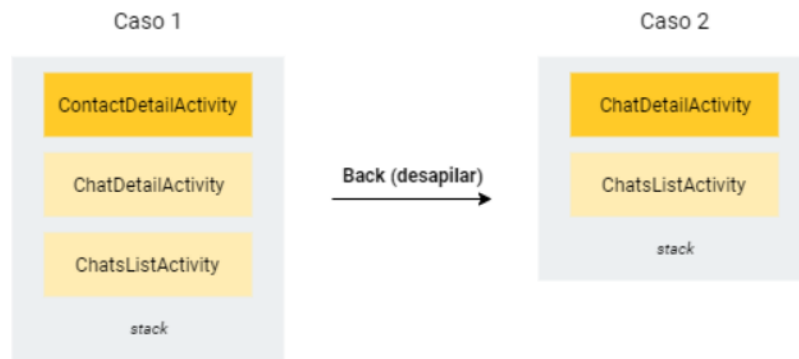 Caso 1
ContactDetailActivity
ChatDetailActivity
ChatsListActivity
stack
Back (desapilar)
Caso 2
ChatDetailActivity
ChatsListActivity
stack